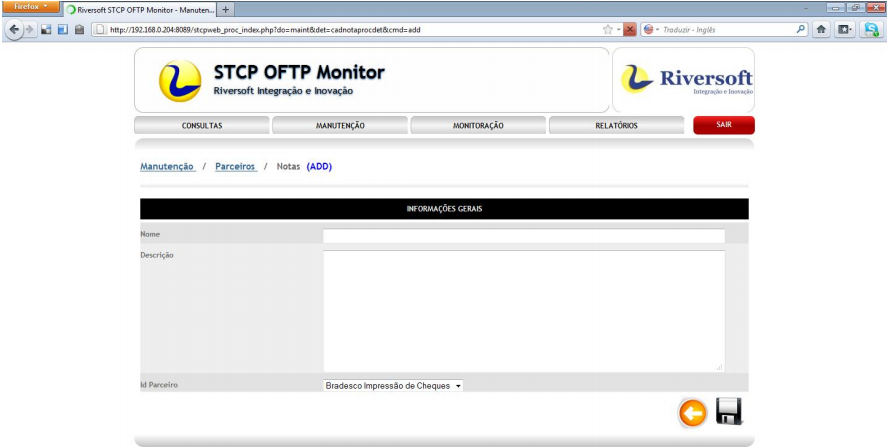 Firefox
Riversoft STCP OFTP Monitor - Manuten... +
http://192.168.0.204:8089/stcpweb_proc_index.php?do=maint&det=cadnotaprocdet&cmd=add
Traduzir - Inglês
STCP OFTP Monitor
Riversoft Integração e Inovação
Riversoft
Integração e Inovação
CONSULTAS MANUTENÇÃO MONITORAÇÃO RELATÓRIOS SAIR
Manutenção / Parceiros / Notas (ADD)
INFORMAÇÕES GERAIS
Nome
Descrição
Id Parceiro Bradesco Impressão de Cheques